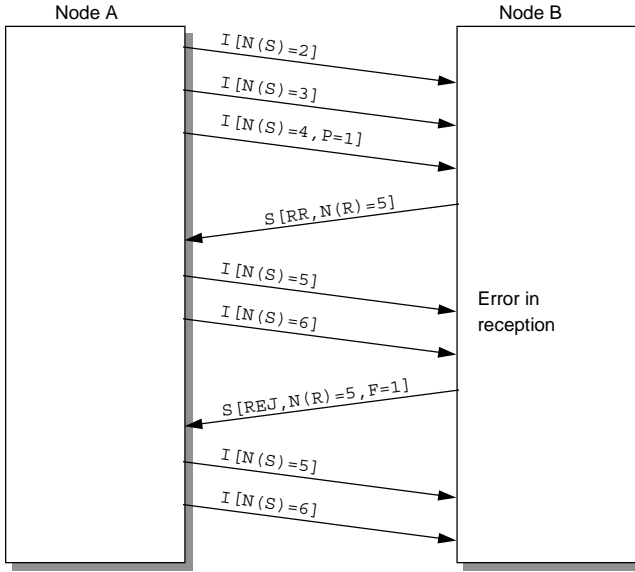 Node A
Node B
I[N(S)=2]
I[N(S)=3]
I[N(S)=4,P=1]
S[RR,N(R)=5]
I[N(S)=5]
Error in
reception
I[N(S)=6]
S[REJ,N(R)=5,F=1]
I[N(S)=5]
I[N(S)=6]